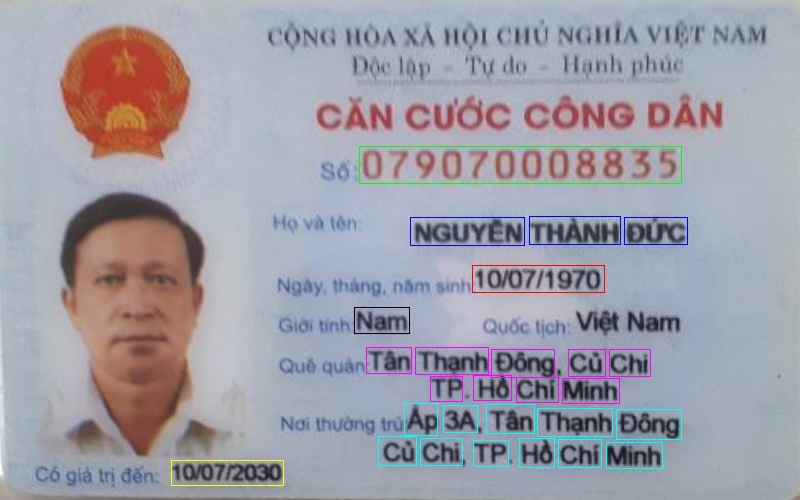 CỘNG HÒA XÃ HỘI CHỦ NGHĨA VIỆT NAM
Độc lập - Tự do - Hạnh phúc
CĂN CƯỚC CÔNG DÂN
Số: 079070008835
Họ và tên: NGUYỄN THÀNH ĐỨC
Ngày, tháng, năm sinh 10/07/1970
Giới tính: Nam Quốc tịch: Việt Nam
Quê quán: Tân Thạnh Đông, Củ Chi
TP. Hồ Chí Minh
Nơi thường trú: Ấp 3A, Tân Thạnh Đông
Củ Chi, TP. Hồ Chí Minh
Có giá trị đến: 10/07/2030